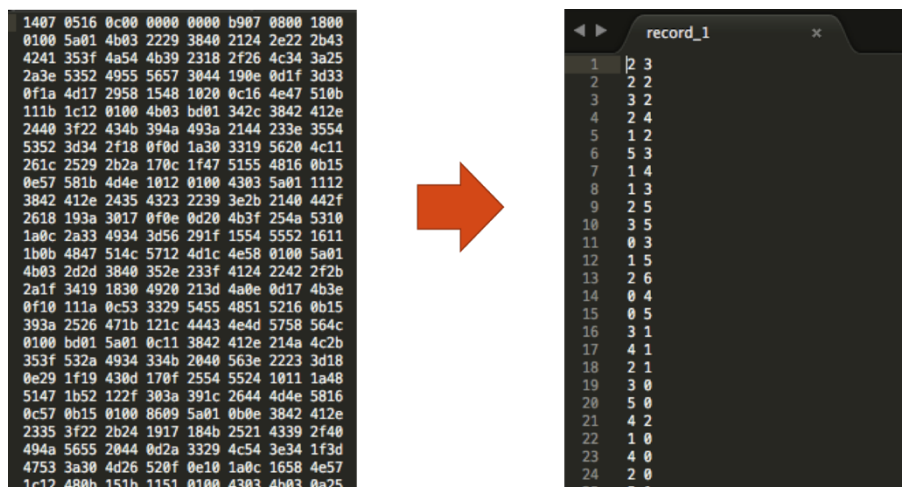 1407 0516 0c00 0000 0000 b907 0800 1800
0100 5a01 4b03 2229 3840 2124 2e22 2b43
4241 353f 4a54 4b39 2318 2f26 4c34 3a25
2a3e 5352 4955 5657 3044 190e 0d1f 3d33
0f1a 4d17 2958 1548 1020 0c16 4e47 510b
111b 1c12 0100 4b03 bd01 342c 3842 412e
2440 3f22 434b 394a 493a 2144 233e 3554
5352 3d34 2f18 0f0d 1a30 3319 5620 4c11
261c 2529 2b2a 170c 1f47 5155 4816 0b15
0e57 581b 4d4e 1012 0100 4303 5a01 1112
3842 412e 2435 4323 2239 3e2b 2140 442f
2618 193a 3017 0f0e 0d20 4b3f 254a 5310
1a0c 2a33 4934 3d56 291f 1554 5552 1611
1b0b 4847 514c 5712 4d1c 4e58 0100 5a01
4b03 2d2d 3840 352e 233f 4124 2242 2f2b
2a1f 3419 1830 4920 213d 4a0e 0d17 4b3e
0f10 111a 0c53 3329 5455 4851 5216 0b15
393a 2526 471b 121c 4443 4e4d 5758 564c
0100 bd01 5a01 0c11 3842 412e 214a 4c2b
353f 532a 4934 334b 2040 563e 2223 3d18
0e29 1f19 430d 170f 2554 5524 1011 1a48
5147 1b52 122f 303a 391c 2644 4d4e 5816
0c57 0b15 0100 8609 5a01 0b0e 3842 412e
2335 3f22 2b24 1917 184b 2521 4339 2f40
494a 5655 2044 0d2a 3329 4c54 3e34 1f3d
4753 3a30 4d26 520f 0e10 1a0c 1658 4e57
1c12 480b 151b 1151 0100 4303 4b03 0a25
record_1 ×
1 2 3
2 2 2
3 3 2
4 2 4
5 1 2
6 5 3
7 1 4
8 1 3
9 2 5
10 3 5
11 0 3
12 1 5
13 2 6
14 0 4
15 0 5
16 3 1
17 4 1
18 2 1
19 3 0
20 5 0
21 4 2
22 1 0
23 4 0
24 2 0